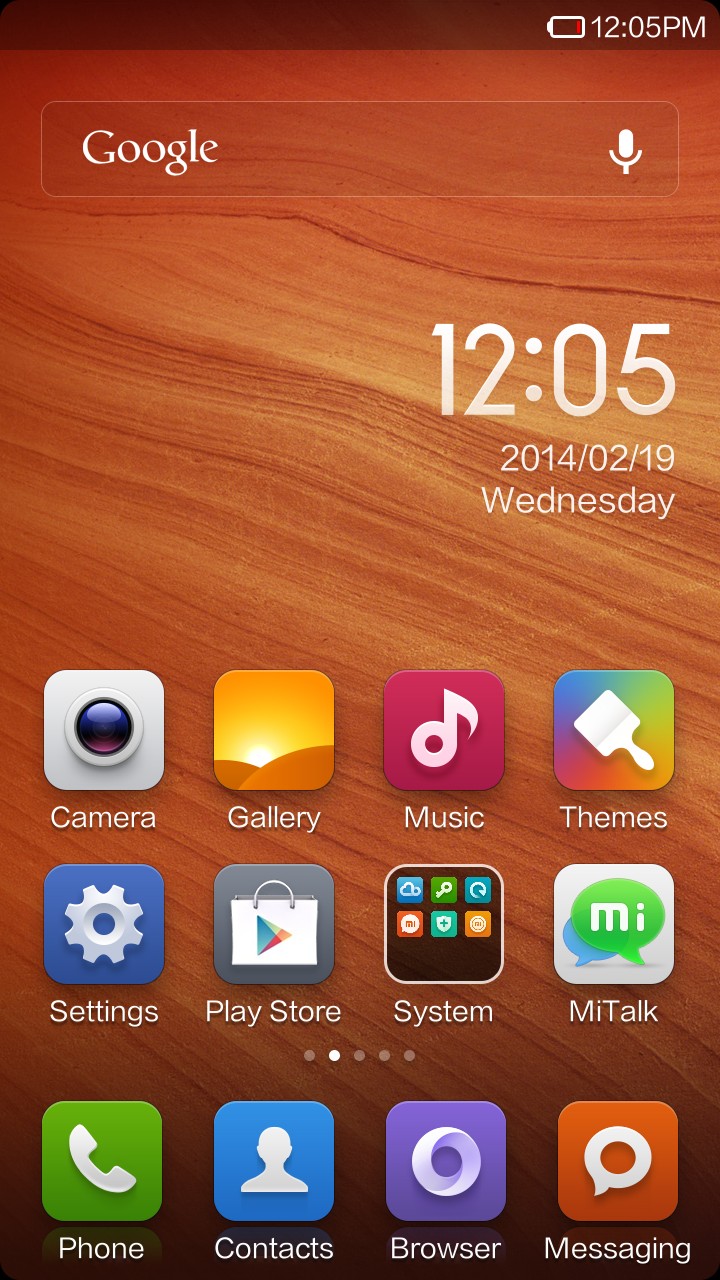 12:05PM
Google
12:05
2014/02/19
Wednesday
Camera
Gallery
Music
Themes
mi
Settings
Play Store
System
MiTalk
Phone
Contacts
Browser
Messaging